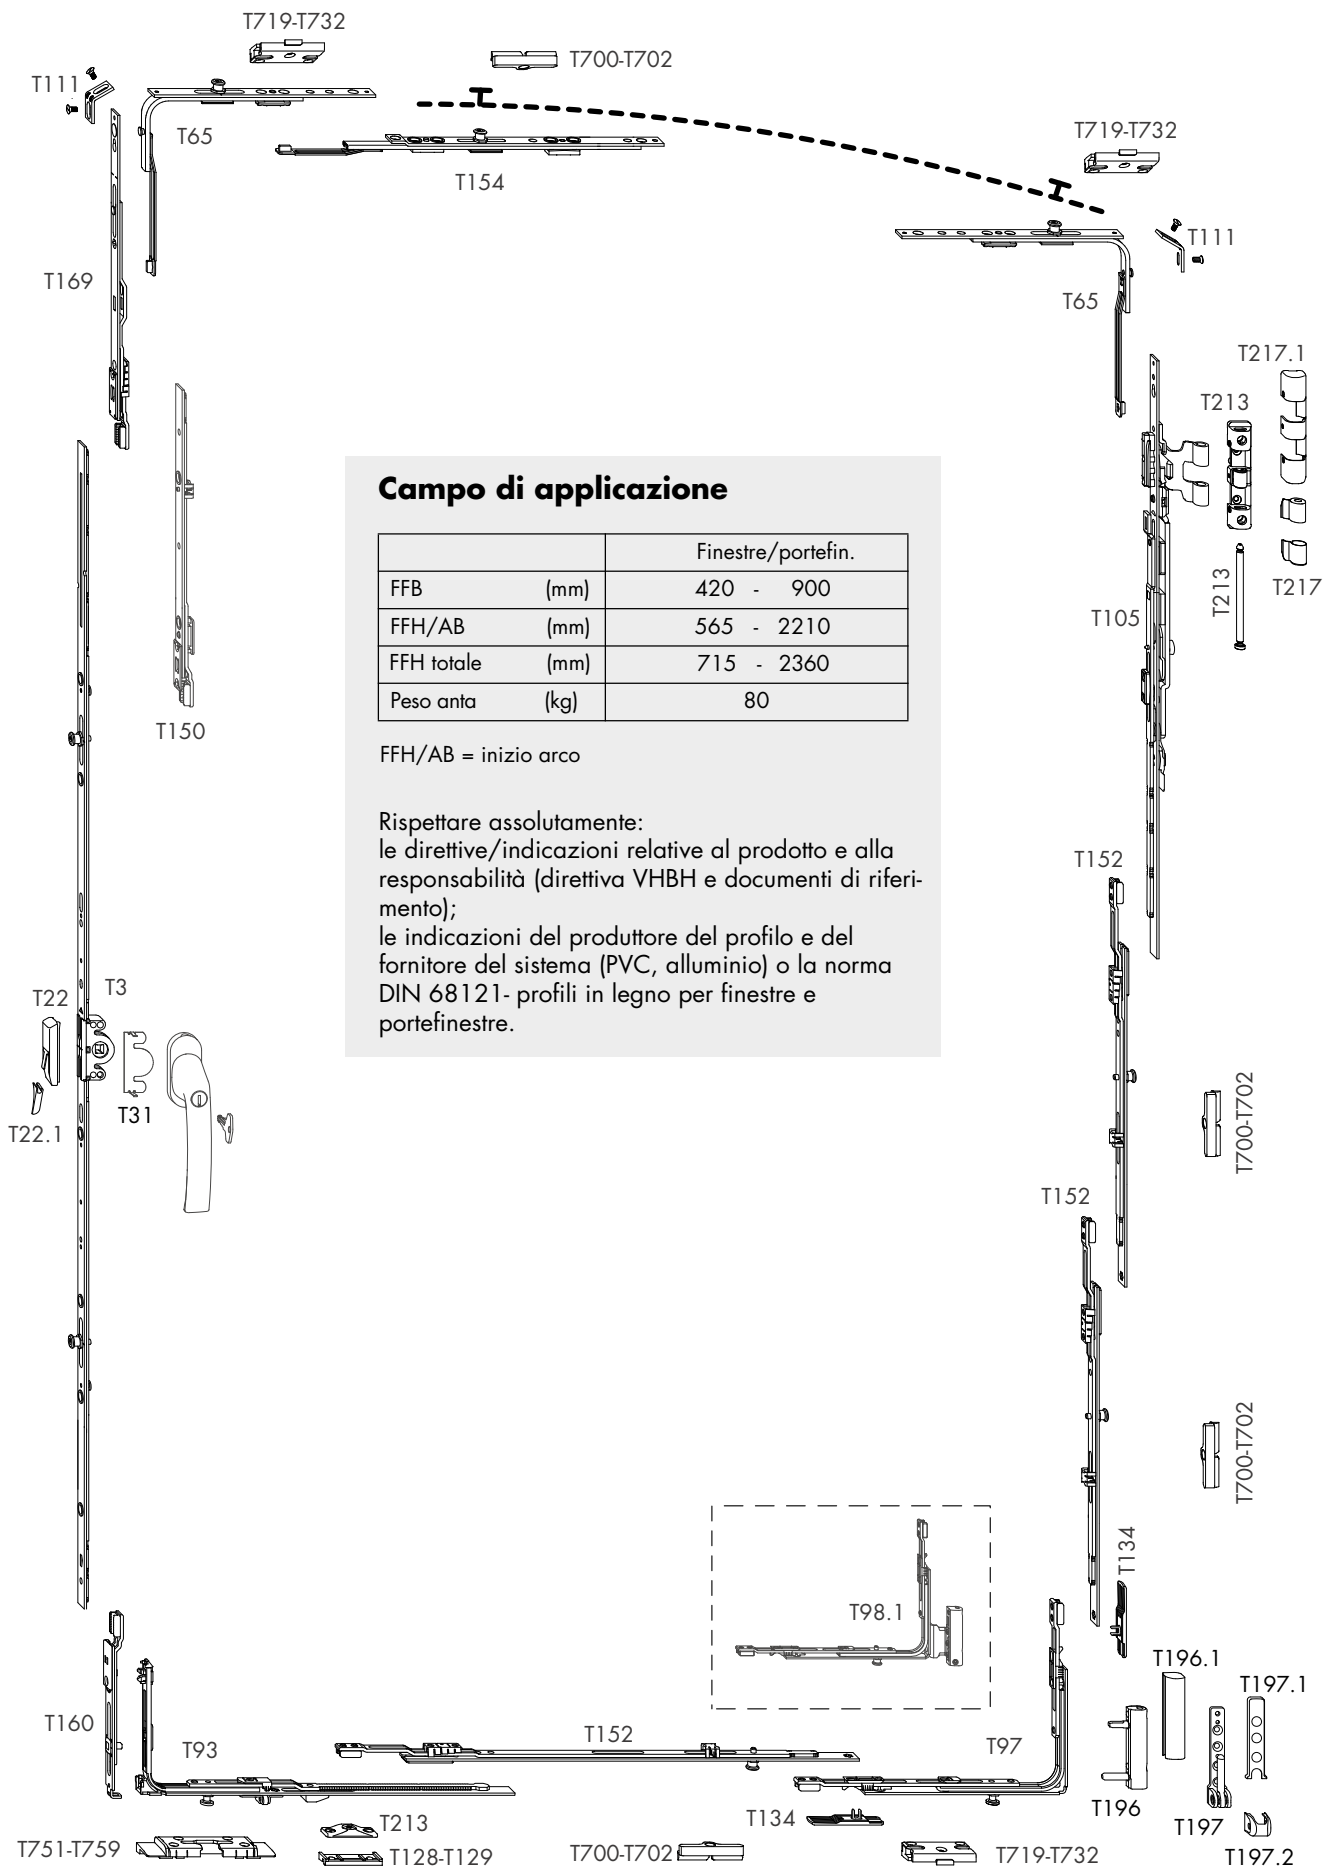 T719-T732
T700-T702
T111
T65
T154
T719-T732
T111
T169
T65
T217.1
T213
T213
T217
T105
T150
Campo di applicazione
Finestre/portefin.
FFB (mm) 420 - 900
FFH/AB (mm) 565 - 2210
FFH totale (mm) 715 - 2360
Peso anta (kg) 80
FFH/AB = inizio arco
Rispettare assolutamente:
le direttive/indicazioni relative al prodotto e alla
responsabilità (direttiva VHBH e documenti di riferi-
mento);
le indicazioni del produttore del profilo e del
fornitore del sistema (PVC, alluminio) o la norma
DIN 68121- profili in legno per finestre e
portefinestre.
T152
T22
T3
T31
T22.1
T700-T702
T152
T700-T702
T134
T98.1
T196.1
T197.1
T160
T93
T152
T97
T196
T197
T197.2
T134
T213
T751-T759
T128-T129
T700-T702
T719-T732